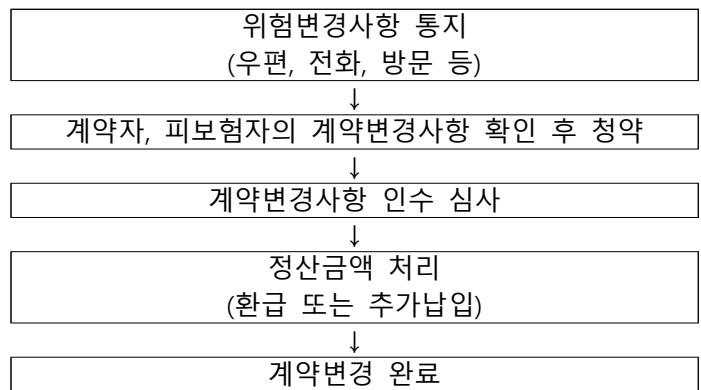 위험변경사항 통지
(우편, 전화, 방문 등)
↓
계약자, 피보험자의 계약변경사항 확인 후 청약
↓
계약변경사항 인수 심사
↓
정산금액 처리
(환급 또는 추가납입)
↓
계약변경 완료